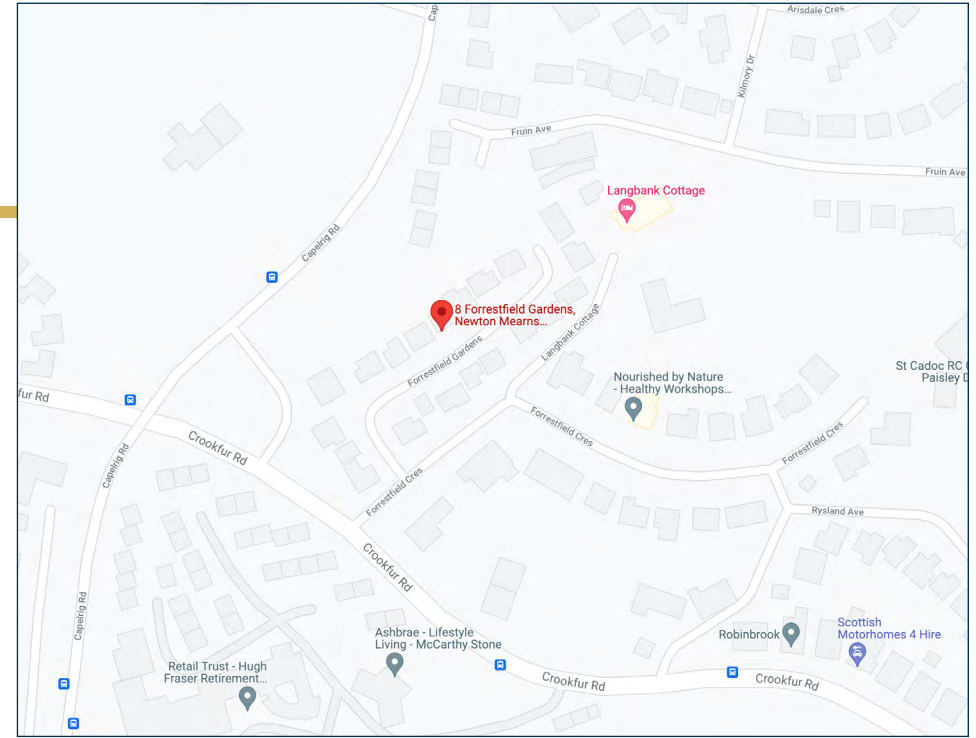 Arisdale Cres
Cap
Kilmory Dr
Fruin Ave
Fruin Ave
Langbank Cottage
Capelrig Rd
8 Forrestfield Gardens,
Newton Mearns...
Langbank Cottage
Forrestfield Gardens
St Cadoc RC
Paisley D
Nourished by Nature
- Healthy Workshops...
fur Rd
Forrestfield Cres
Forrestfield Cres
Crookfur Rd
Capelrig Rd
Forrestfield Cres
Rysland Ave
Crookfur Rd
Capelrig Rd
Ashbrae - Lifestyle
Living - McCarthy Stone
Robinbrook
Scottish
Motorhomes 4 Hire
Retail Trust - Hugh
Fraser Retirement...
Crookfur Rd
Crookfur Rd